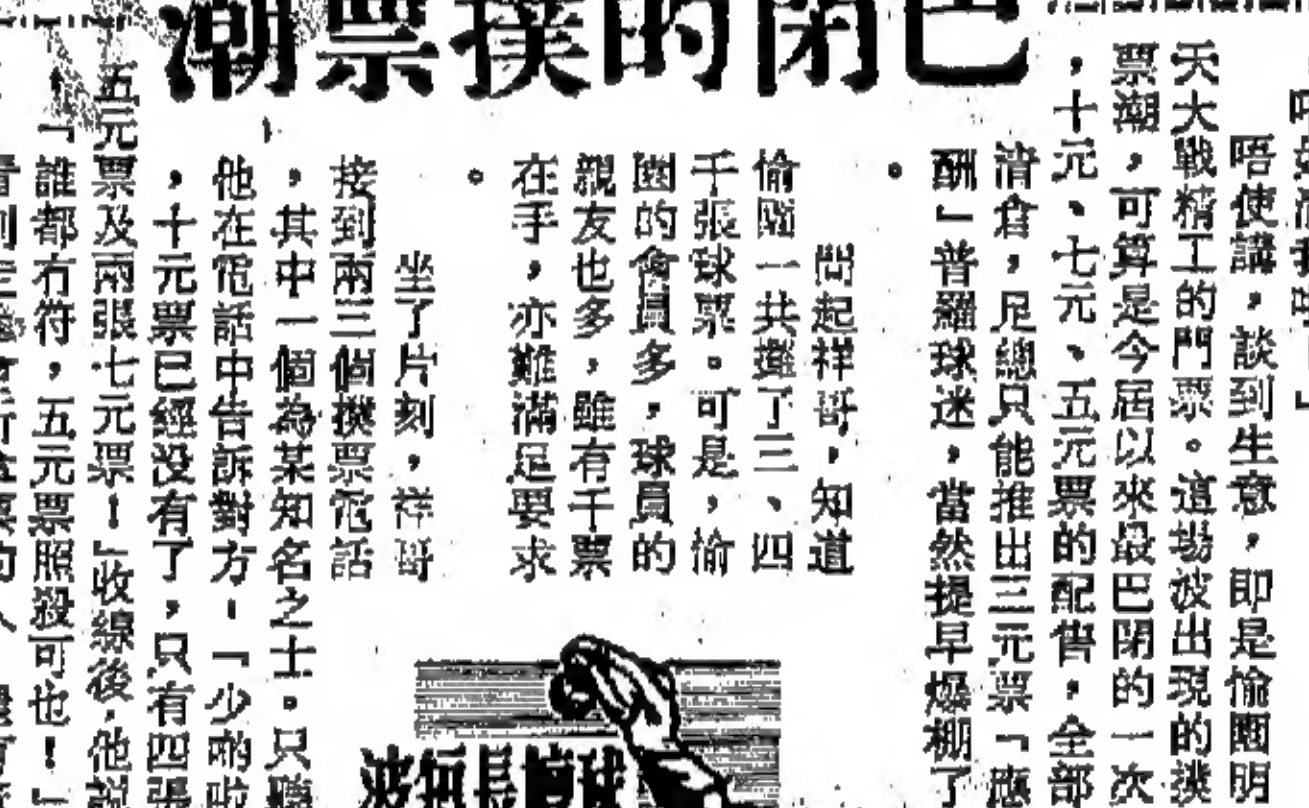 巴閉的撲票潮
唔使講，談到生意，即是愉園明
天大戰精工的門票。這場波出現的撲
票潮，可算是今屆以來最巴閉的一次
，十元、七元、五元票的配售，全部
清倉，足總只能推出三元票「應
酬」普羅球迷，當然提早爆棚了
。
問起祥哥，知道
愉園一共攞了三、四
千張球票。可是，愉
園的會員多，球員的
親友也多，雖有千票
在手，亦難滿足要求
。
坐了片刻，祥哥
接到兩三個撲票電話
，其中一個為某知名之士。只聽
他在電話中告訴對方：「少啲啦
，十元票已經沒有了，只有四張
五元票及兩張七元票！」收線後，他説
「誰都冇符，五元票照殺可也！」
波短長
球